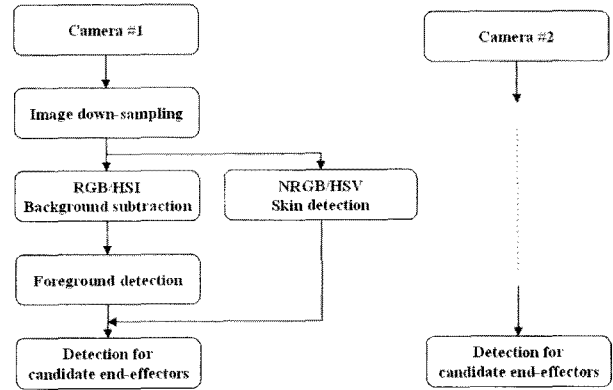 Camera #1
Image down-sampling
RGB/HSI
Background subtraction
NRGB/HSV
Skin detection
Foreground detection
Detection for
candidate end-effectors
Camera #2
Detection for
candidate end-effectors